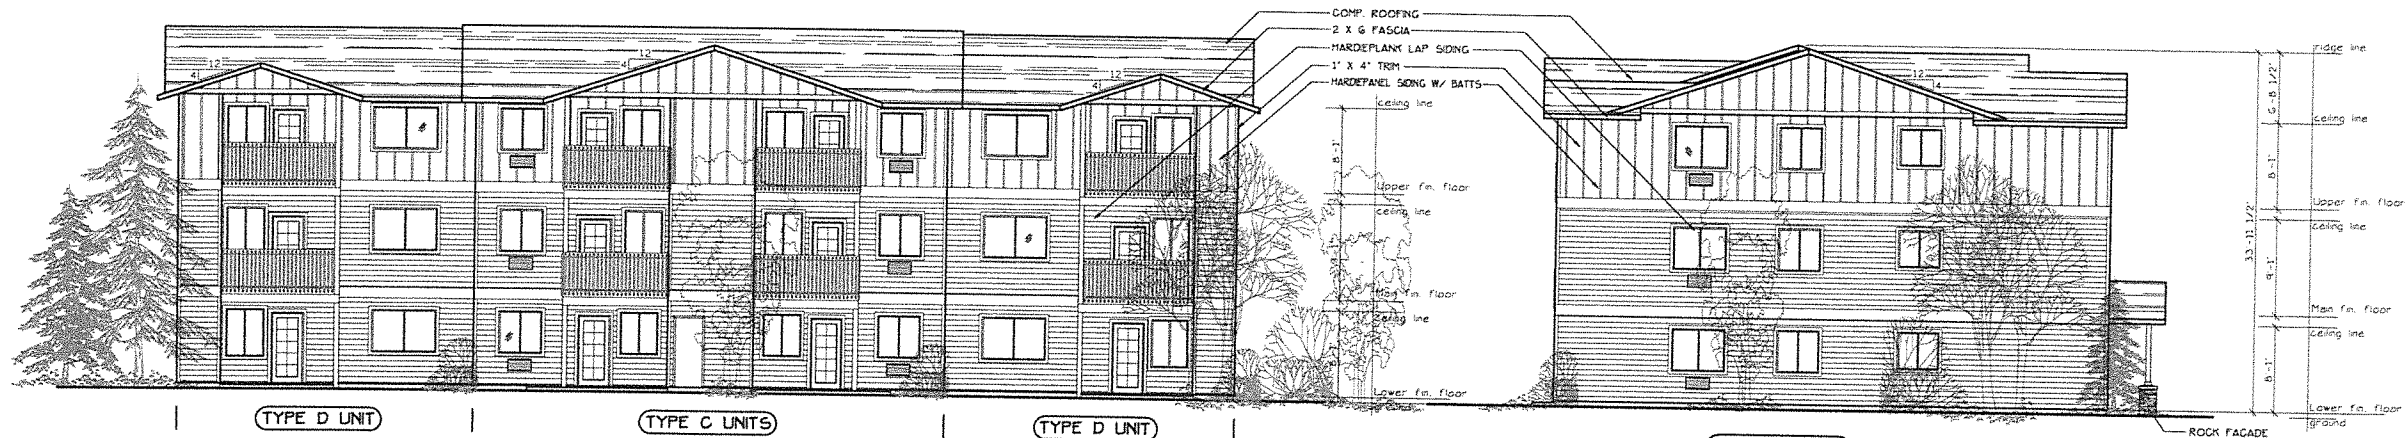 COMP. ROOFING
2 X 6 FASCIA
HARDIEPLANK LAP SIDING
1" X 4" TRIM
HARDIEPANEL SIDING W/ BATTS
12
4
12
4
12
4
12
4
ceiling line
8'-1"
Upper fin. floor
ceiling line
Main fin. floor
ceiling line
Lower fin. floor
ground
ridge line
6'-8 1/2"
ceiling line
8'-1"
Upper fin. floor
ceiling line
33'-11 1/2"
9'-1"
Main fin. floor
ceiling line
8'-1"
Lower fin. floor
ground
ROCK FACADE
TYPE D UNIT
TYPE C UNITS
TYPE D UNIT